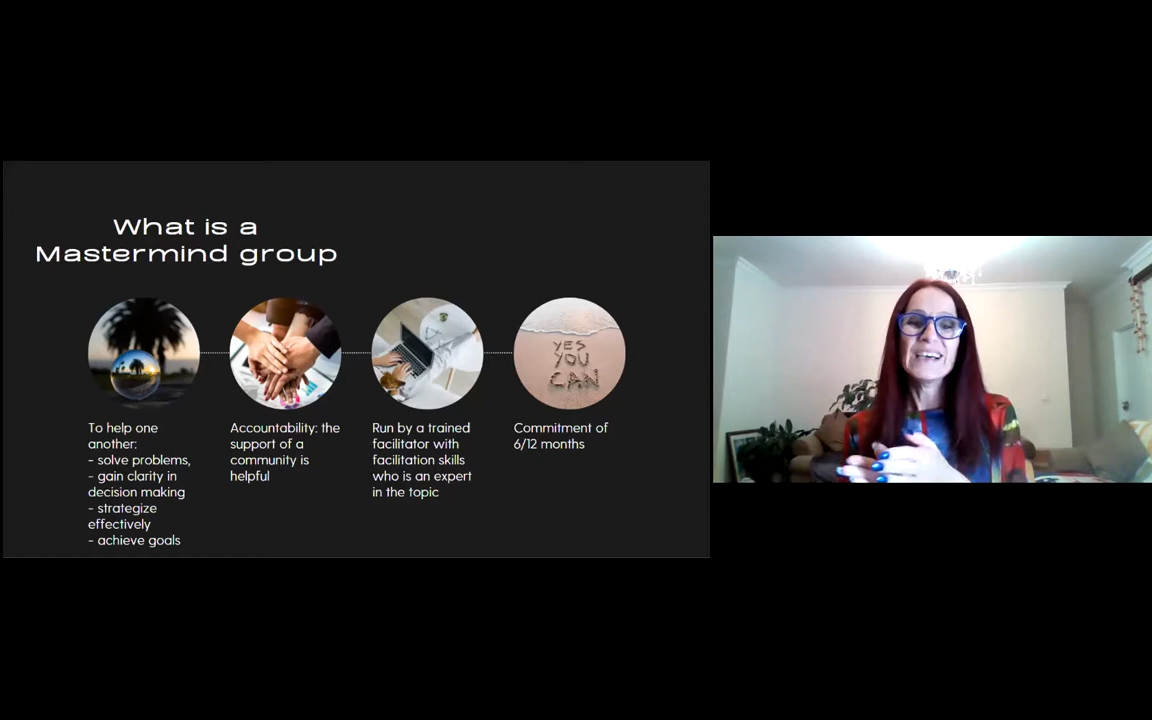 What is a
Mastermind group
YES
YOU
CAN
To help one
another:
- solve problems,
- gain clarity in
decision making
- strategize
effectively
- achieve goals
Accountability: the
support of a
community is
helpful
Run by a trained
facilitator with
facilitation skills
who is an expert
in the topic
Commitment of
6/12 months